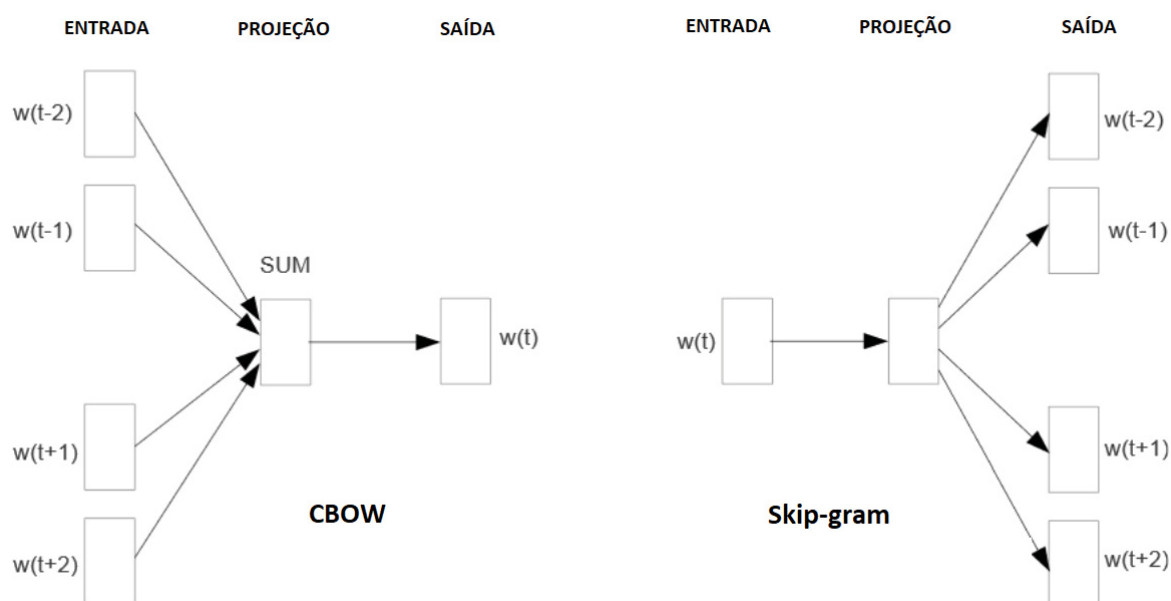 ENTRADA PROJEÇÃO SAÍDA
w(t-2)
w(t-1)
SUM
w(t)
w(t+1)
CBOW
w(t+2)
ENTRADA PROJEÇÃO SAÍDA
w(t-2)
w(t-1)
w(t)
w(t+1)
Skip-gram
w(t+2)